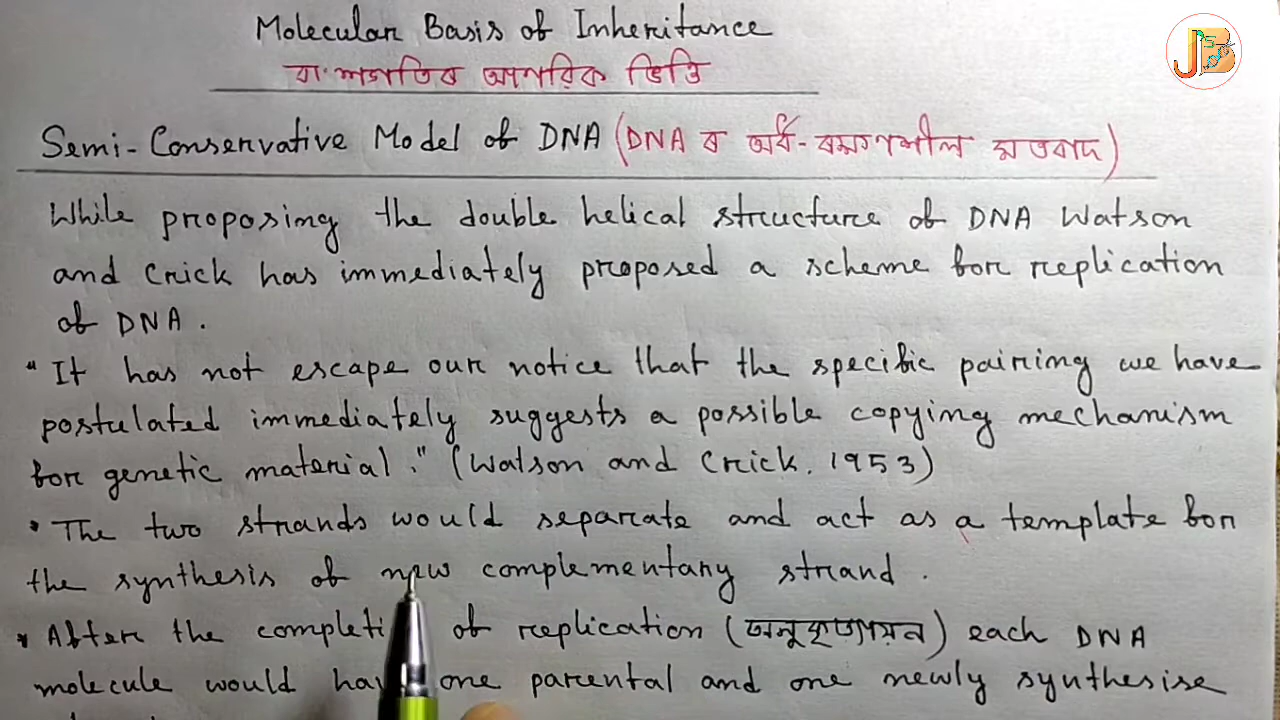 Molecular Basis of Inheritance
বংশগতিৰ আণৱিক ভিত্তি
Semi-Conservative Model of DNA (DNA ৰ অৰ্ধ-ৰক্ষণশীল মতবাদ)
While proposing the double helical structure of DNA Watson
and Crick has immediately proposed a scheme for replication
of DNA.
"It has not escape our notice that the specific pairing we have
postulated immediately suggests a possible copying mechanism
for genetic material." (Watson and Crick. 1953)
• The two strands would separate and act as a template for
the synthesis of new complementary strand.
• After the completi of replication (অনুকৃত্যায়ন) each DNA
molecule would hav one parental and one newly synthesise